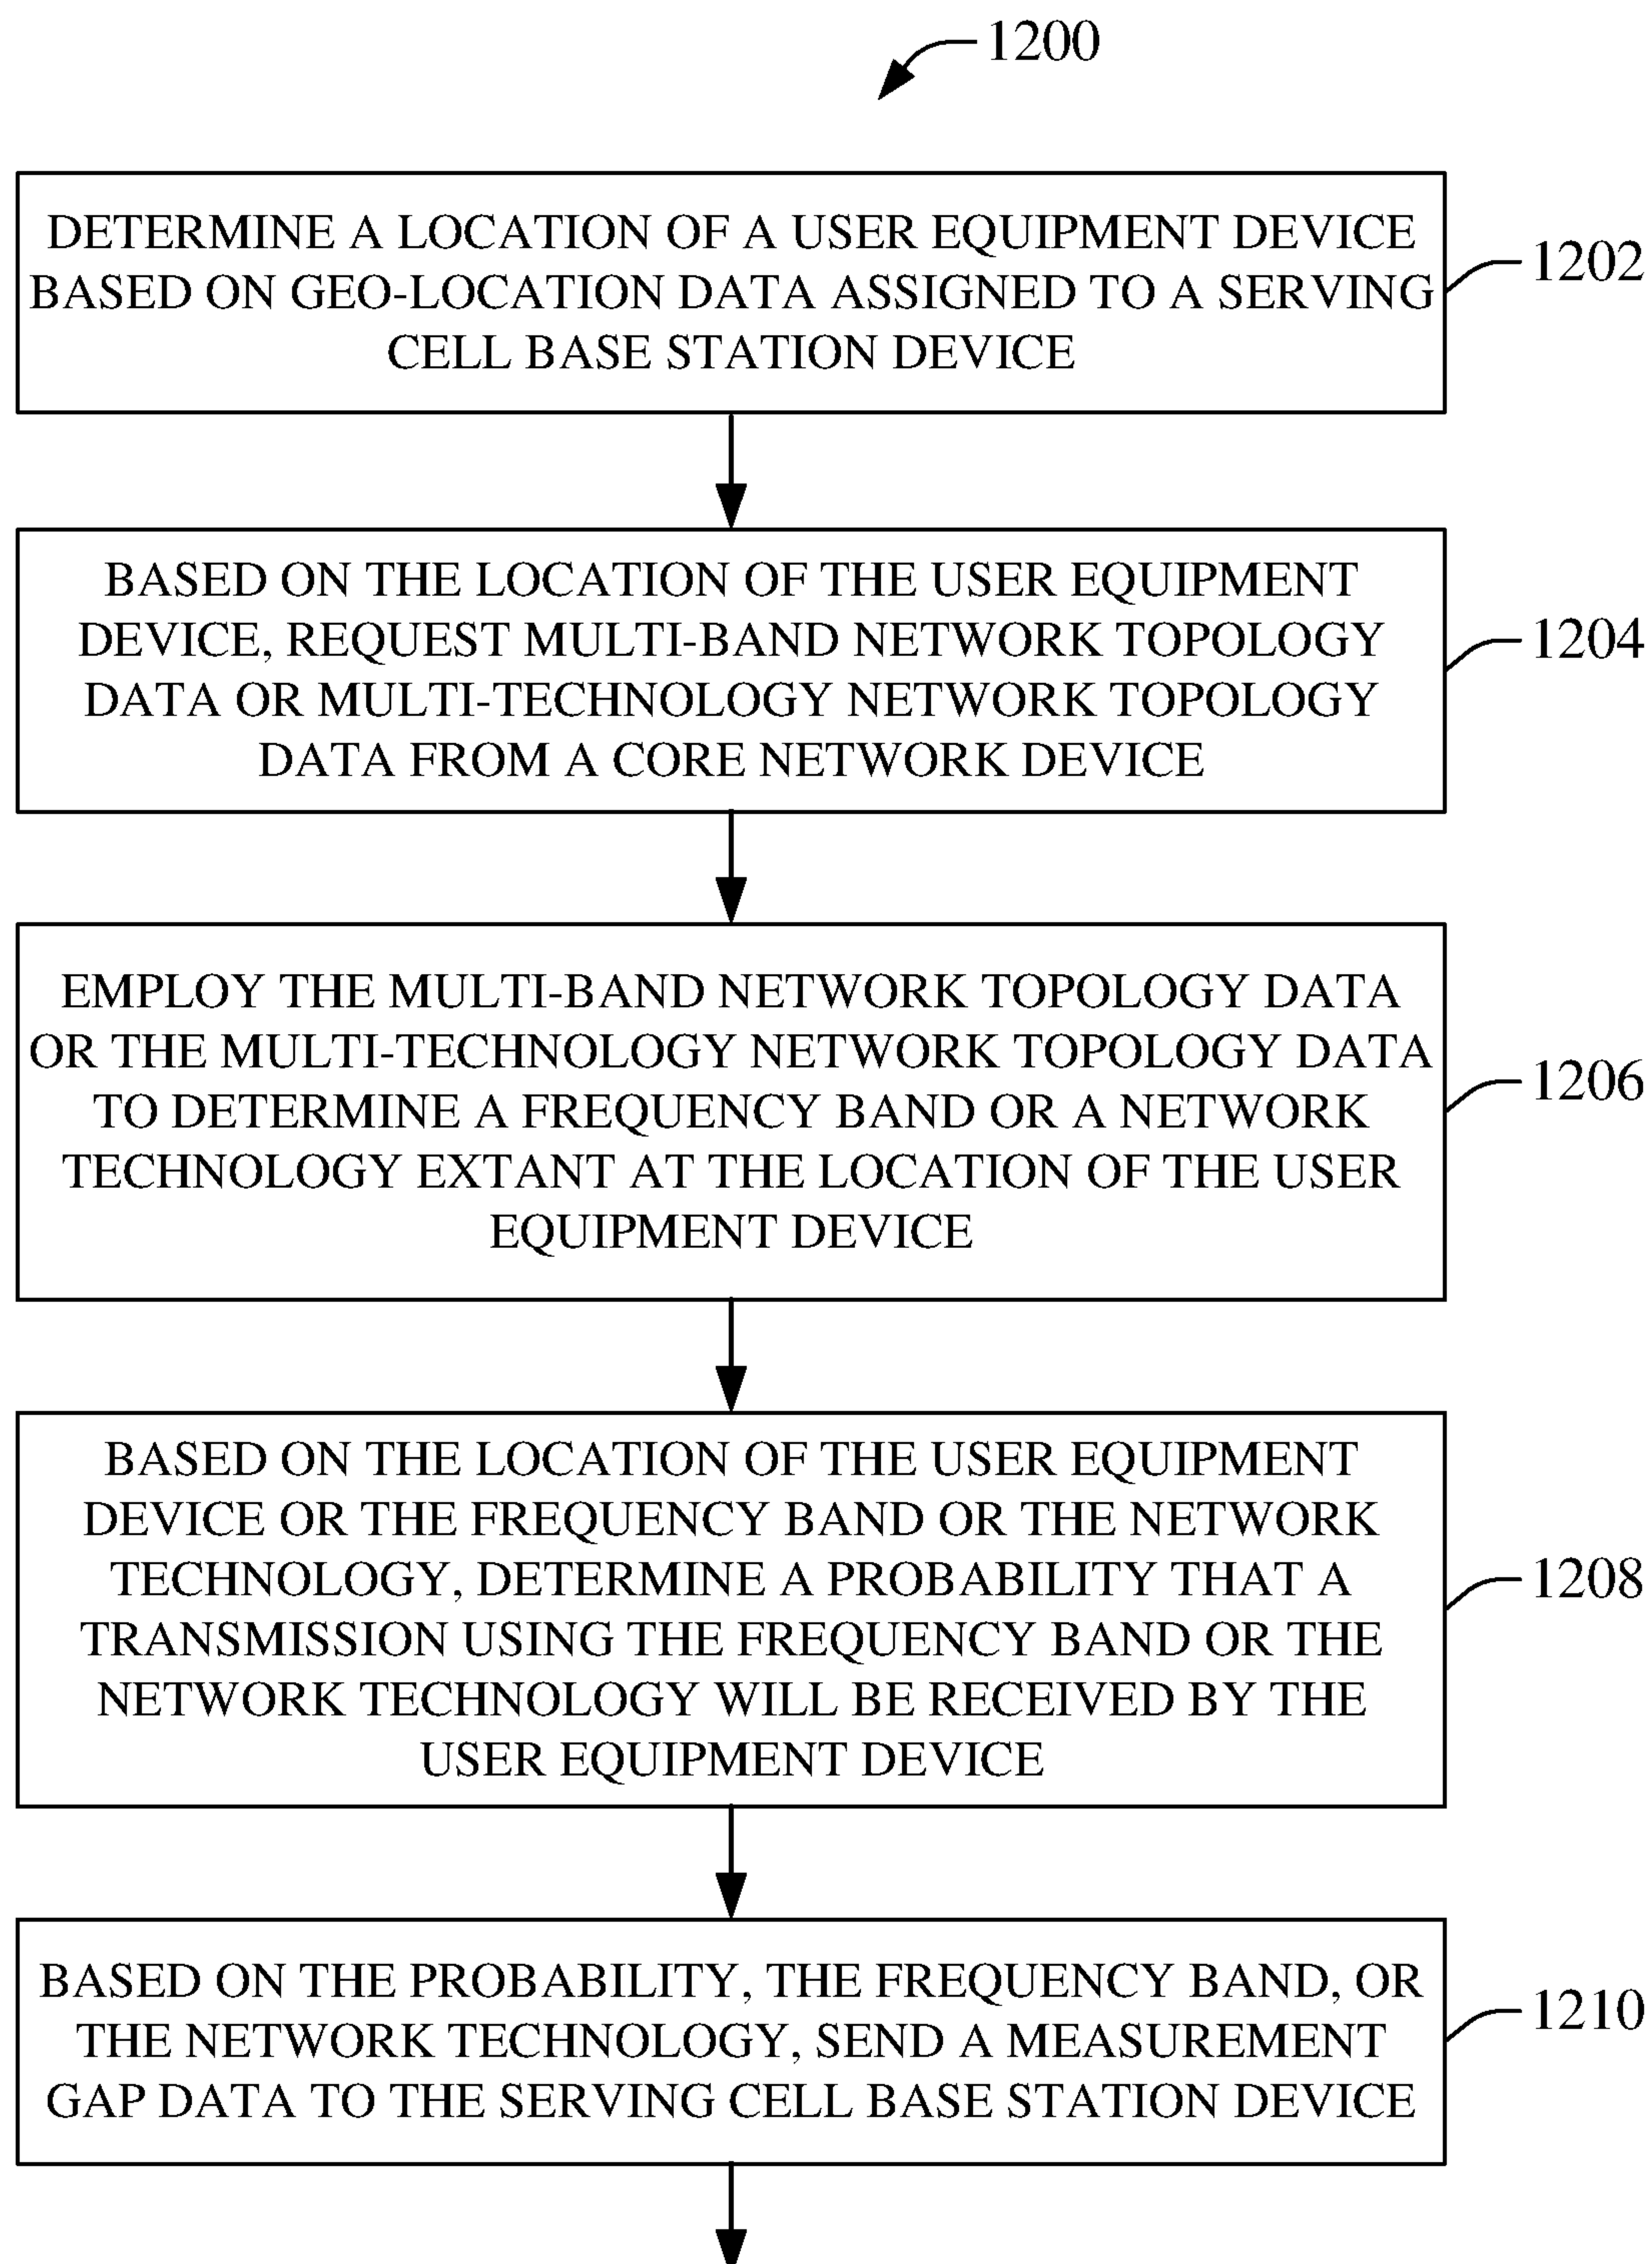 1200
DETERMINE A LOCATION OF A USER EQUIPMENT DEVICE
BASED ON GEO-LOCATION DATA ASSIGNED TO A SERVING
CELL BASE STATION DEVICE
1202
BASED ON THE LOCATION OF THE USER EQUIPMENT
DEVICE, REQUEST MULTI-BAND NETWORK TOPOLOGY
DATA OR MULTI-TECHNOLOGY NETWORK TOPOLOGY
DATA FROM A CORE NETWORK DEVICE
1204
EMPLOY THE MULTI-BAND NETWORK TOPOLOGY DATA
OR THE MULTI-TECHNOLOGY NETWORK TOPOLOGY DATA
TO DETERMINE A FREQUENCY BAND OR A NETWORK
TECHNOLOGY EXTANT AT THE LOCATION OF THE USER
EQUIPMENT DEVICE
1206
BASED ON THE LOCATION OF THE USER EQUIPMENT
DEVICE OR THE FREQUENCY BAND OR THE NETWORK
TECHNOLOGY, DETERMINE A PROBABILITY THAT A
TRANSMISSION USING THE FREQUENCY BAND OR THE
NETWORK TECHNOLOGY WILL BE RECEIVED BY THE
USER EQUIPMENT DEVICE
1208
BASED ON THE PROBABILITY, THE FREQUENCY BAND, OR
THE NETWORK TECHNOLOGY, SEND A MEASUREMENT
GAP DATA TO THE SERVING CELL BASE STATION DEVICE
1210